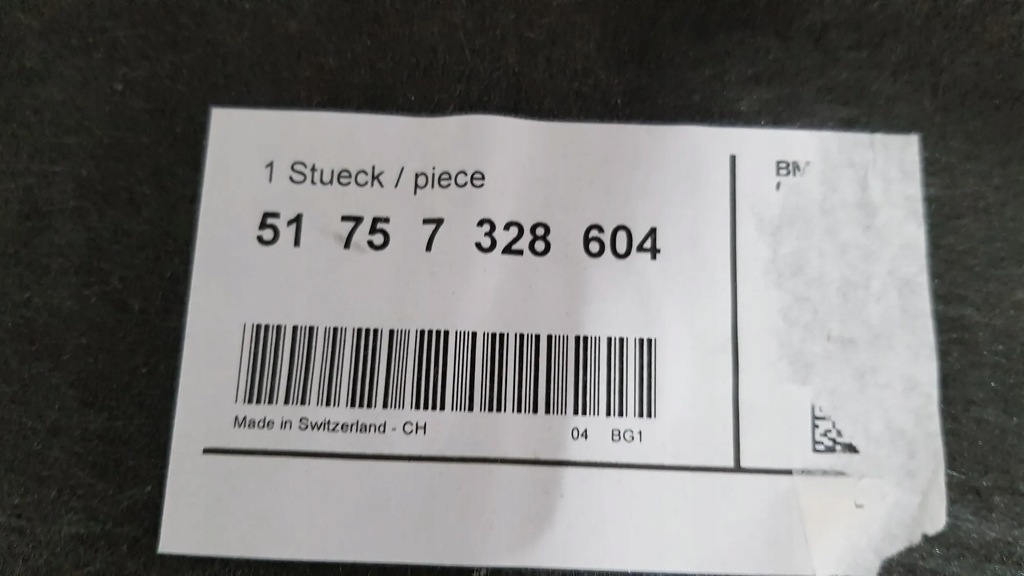 1 Stueck / piece
51 75 7 328 604
Made in Switzerland - CH
04 BG1